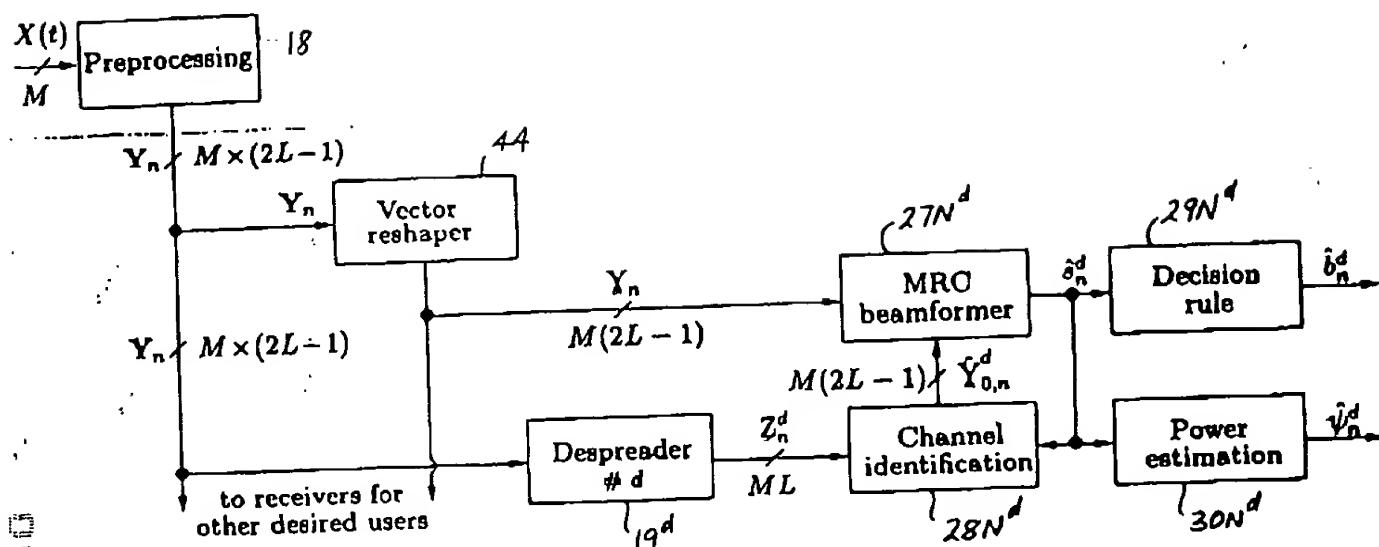 X(t)
M
Preprocessing
18
Y_n M × (2L−1)
Y_n
44
Vector
reshaper
Y_n M × (2L−1)
Y_n
M(2L − 1)
27N^d
MRC
beamformer
ŝ_n^d
29N^d
Decision
rule
b̂_n^d
M(2L − 1) Ŷ_{0,n}^d
Despreader
# d
19^d
Z_n^d
ML
Channel
identification
28N^d
Power
estimation
30N^d
ψ̂_n^d
to receivers for
other desired users